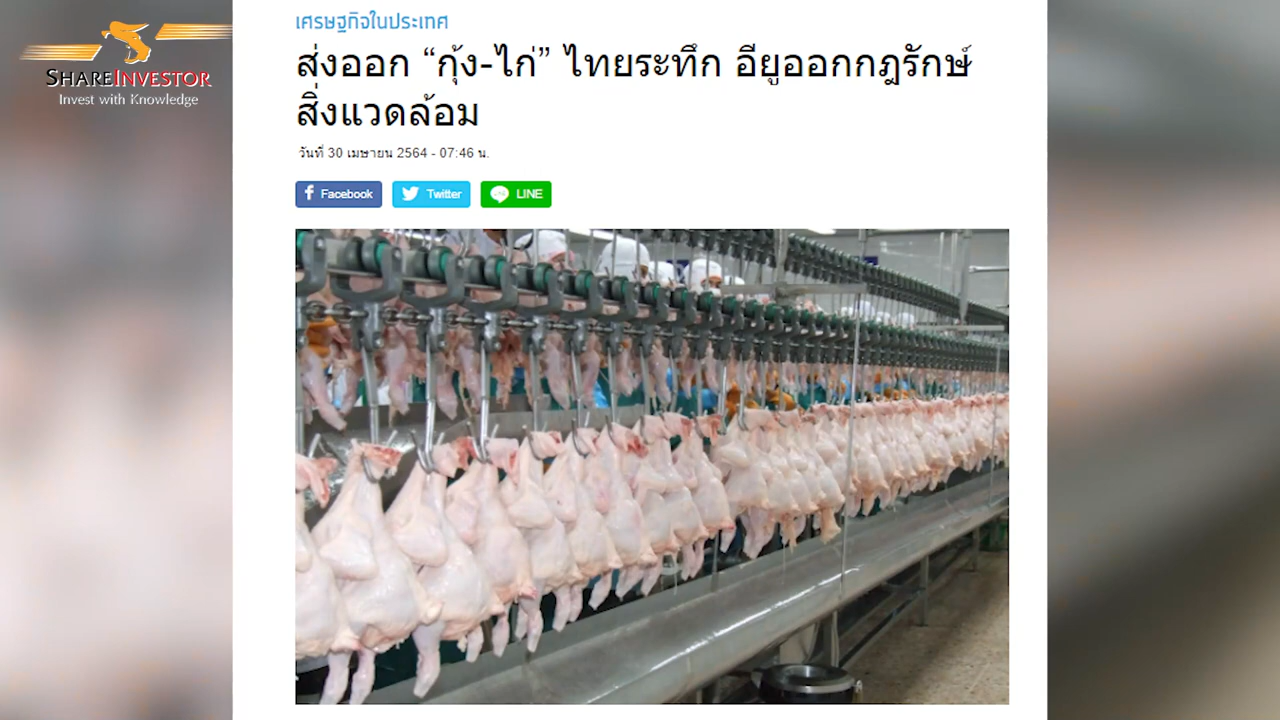 SHAREINVESTOR
Invest with Knowledge
เศรษฐกิจในประเทศ
ส่งออก “กุ้ง-ไก่” ไทยระทึก อียูออกกฎรักษ์
สิ่งแวดล้อม
วันที่ 30 เมษายน 2564 - 07:46 น.
Facebook
Twitter
LINE